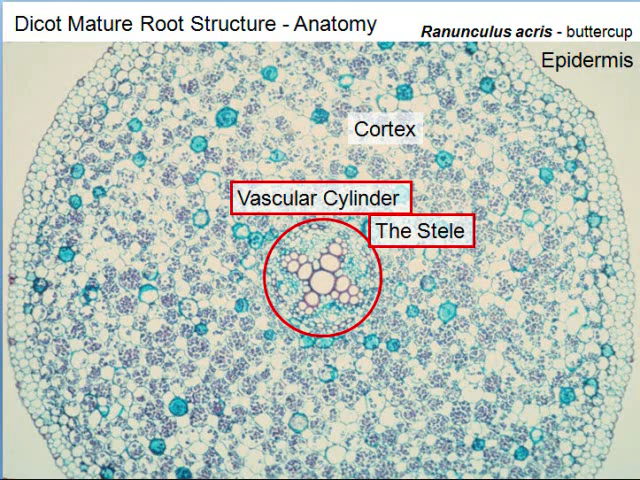 Dicot Mature Root Structure - Anatomy
Ranunculus acris - buttercup
Epidermis
Cortex
Vascular Cylinder
The Stele